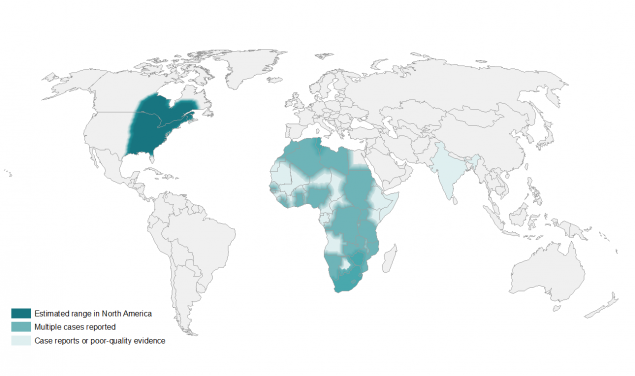 Estimated range in North America
Multiple cases reported
Case reports or poor-quality evidence